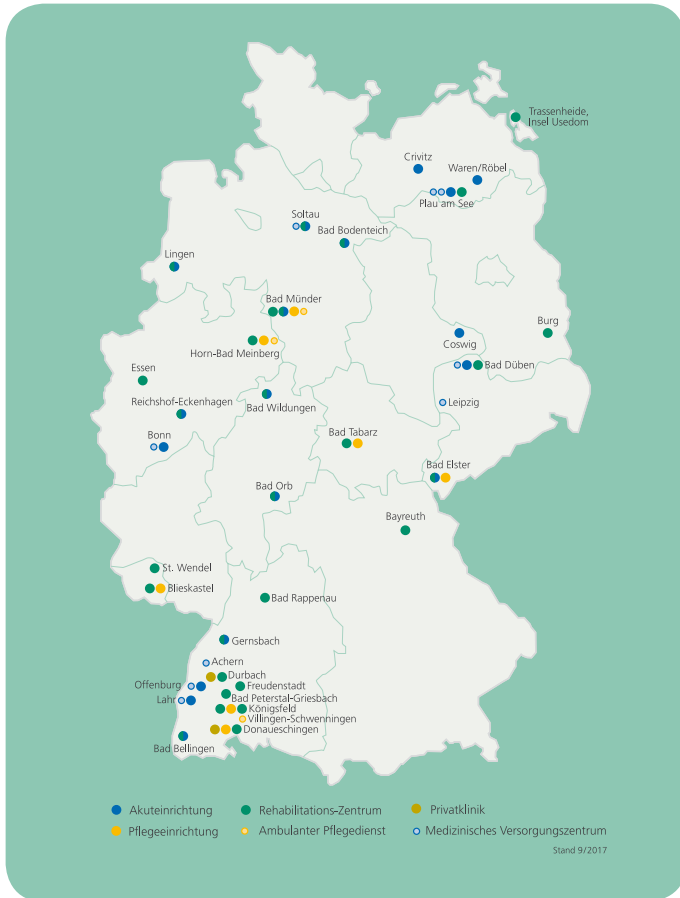 Trassenheide,
Insel Usedom
Crivitz
Waren/Röbel
Plau am See
Soltau
Bad Bodenteich
Lingen
Bad Münder
Burg
Coswig
Horn-Bad Meinberg
Bad Düben
Essen
Reichshof-Eckenhagen
Bad Wildungen
Leipzig
Bonn
Bad Tabarz
Bad Elster
Bad Orb
Bayreuth
St. Wendel
Blieskastel
Bad Rappenau
Gernsbach
Achern
Durbach
Offenburg
Freudenstadt
Bad Peterstal-Griesbach
Lahr
Königsfeld
Villingen-Schwenningen
Donaueschingen
Bad Bellingen
Akuteinrichtung
Rehabilitations-Zentrum
Privatklinik
Pflegeeinrichtung
Ambulanter Pflegedienst
Medizinisches Versorgungszentrum
Stand 9/2017